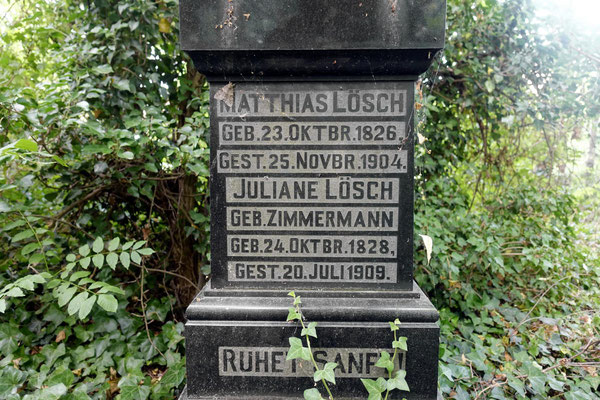 MATTHIAS LÖSCH
GEB. 23. OKTBR. 1826.
GEST. 25. NOVBR. 1904.
JULIANE LÖSCH
GEB. ZIMMERMANN
GEB. 24. OKTBR. 1828,
GEST. 20. JULI 1909.
RUHET SANFT